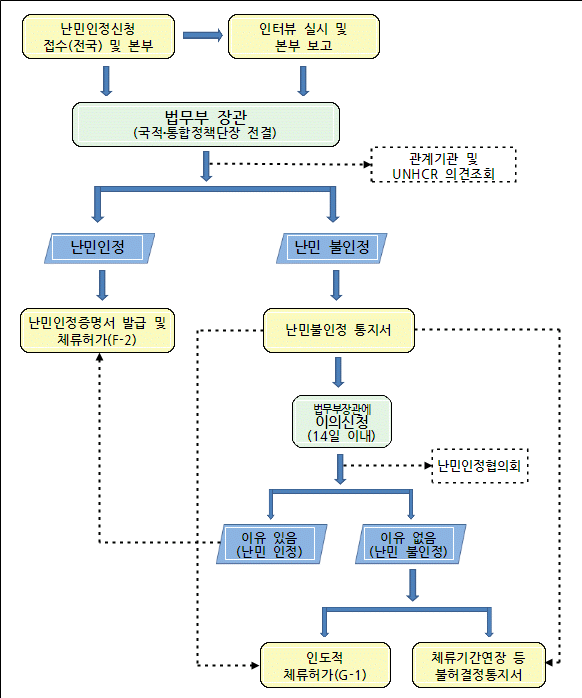 난민인정신청
접수(전국) 및 본부
인터뷰 실시 및
본부 보고
법무부 장관
(국적·통합정책단장 전결)
관계기관 및
UNHCR 의견조회
난민인정
난민 불인정
난민인정증명서 발급 및
체류허가(F-2)
난민불인정 통지서
법무부장관에
이의신청
(14일 이내)
난민인정협의회
이유 있음
(난민 인정)
이유 없음
(난민 불인정)
인도적
체류허가(G-1)
체류기간연장 등
불허결정통지서